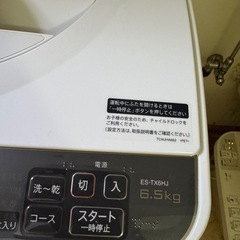 運転中にふたを開けるときは
「一時停止」ボタンを押してください
お子様の安全のため、チャイルドロックを
ご利用ください。
(設定方法は、取扱説明書をご確認ください)
電源
ES-TX6HJ
洗〜乾
切
入
6.5kg
コース
スタート
一時停止